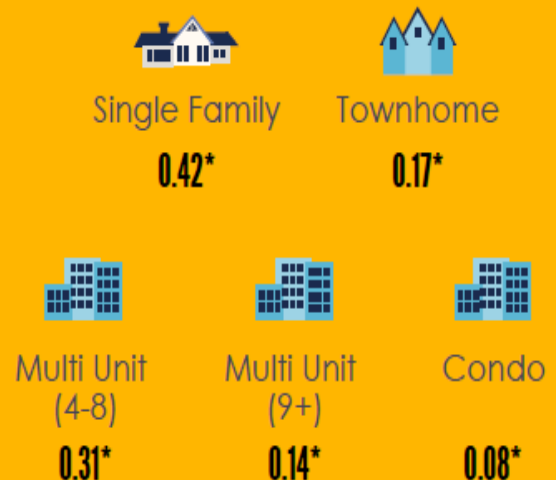 Single Family Townhome
0.42* 0.17*
Multi Unit Multi Unit Condo
(4-8) (9+)
0.31* 0.14* 0.08*